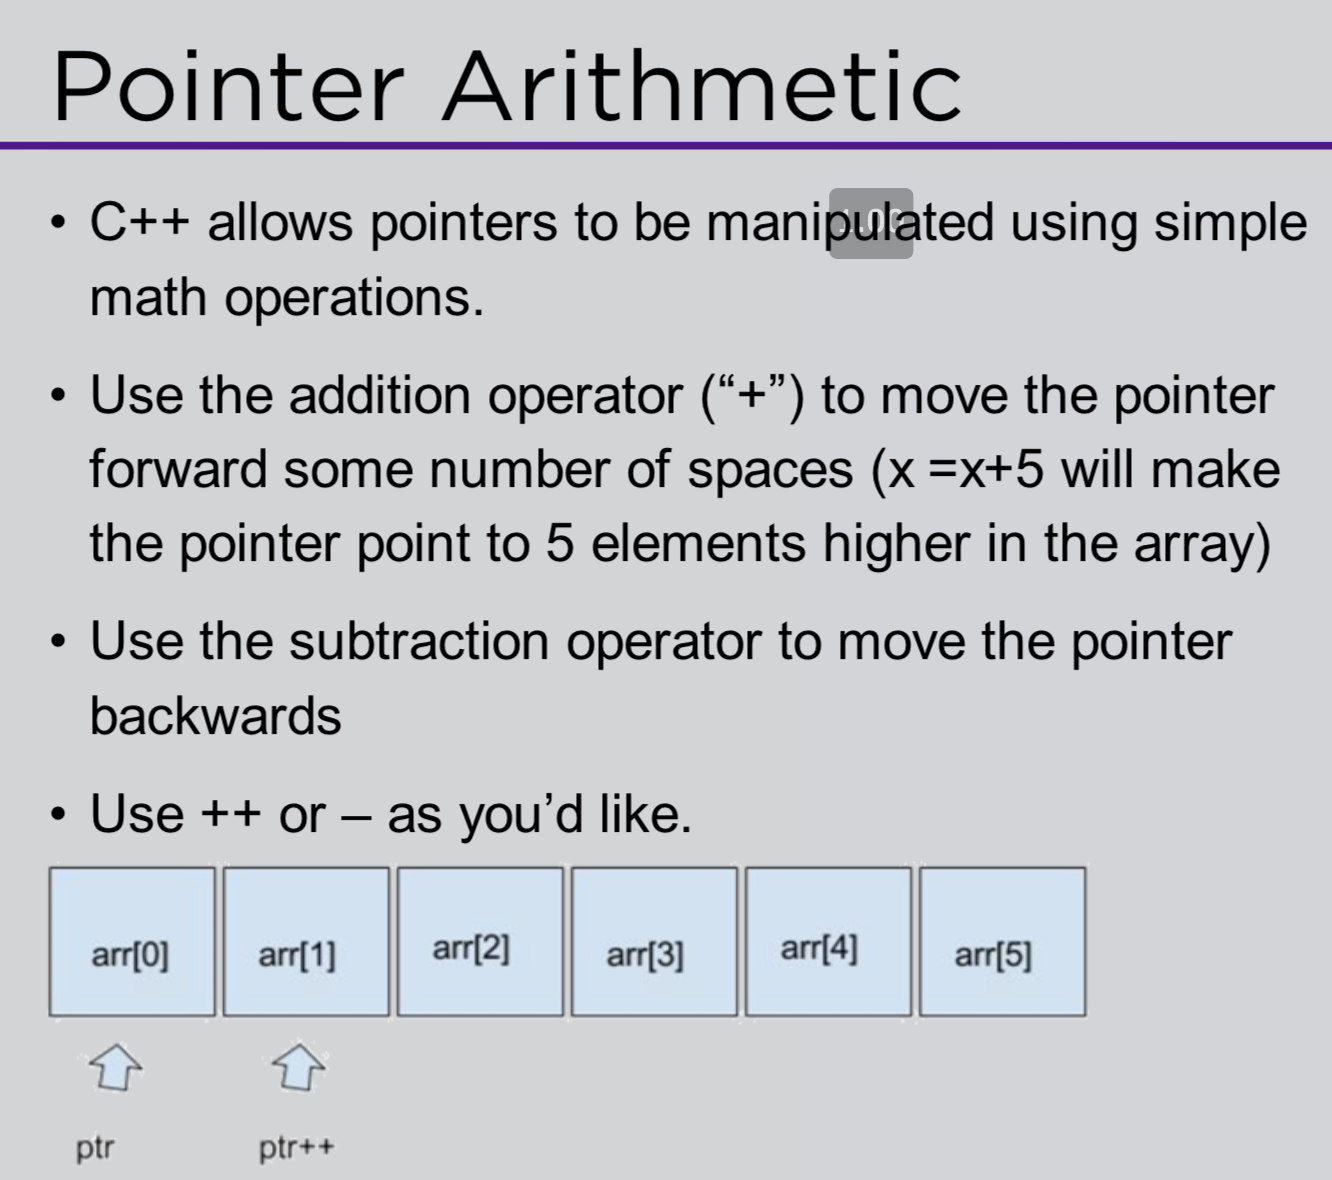 Pointer Arithmetic
• C++ allows pointers to be manipulated using simple
math operations.
• Use the addition operator (“+”) to move the pointer
forward some number of spaces (x =x+5 will make
the pointer point to 5 elements higher in the array)
• Use the subtraction operator to move the pointer
backwards
• Use ++ or – as you’d like.
arr[0] arr[1] arr[2] arr[3] arr[4] arr[5]
ptr ptr++